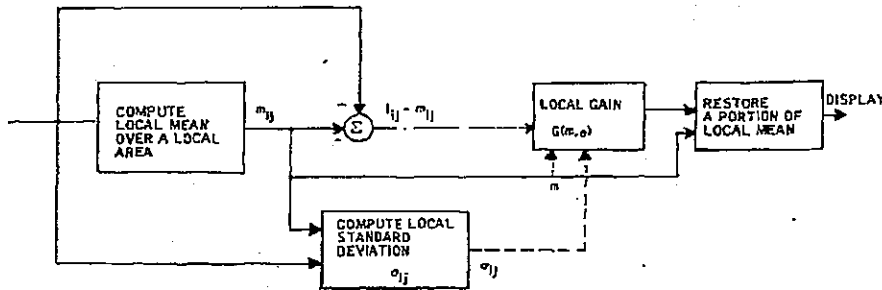 COMPUTE
LOCAL MEAN
OVER A LOCAL
AREA
m_ij
Σ
I_ij - m_ij
LOCAL GAIN
G(m,σ)
m
RESTORE
A PORTION OF
LOCAL MEAN
DISPLAY
COMPUTE LOCAL
STANDARD
DEVIATION
σ_ij
σ_ij